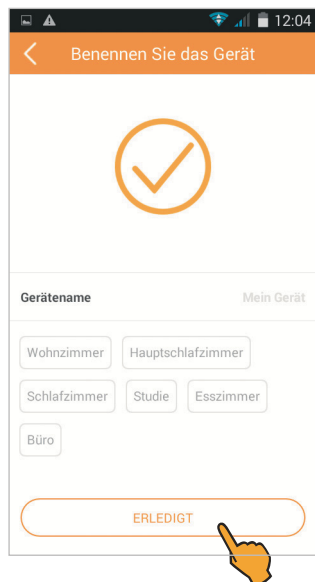 12:04
Benennen Sie das Gerät
Gerätename Mein Gerät
Wohnzimmer Hauptschlafzimmer
Schlafzimmer Studie Esszimmer
Büro
ERLEDIGT